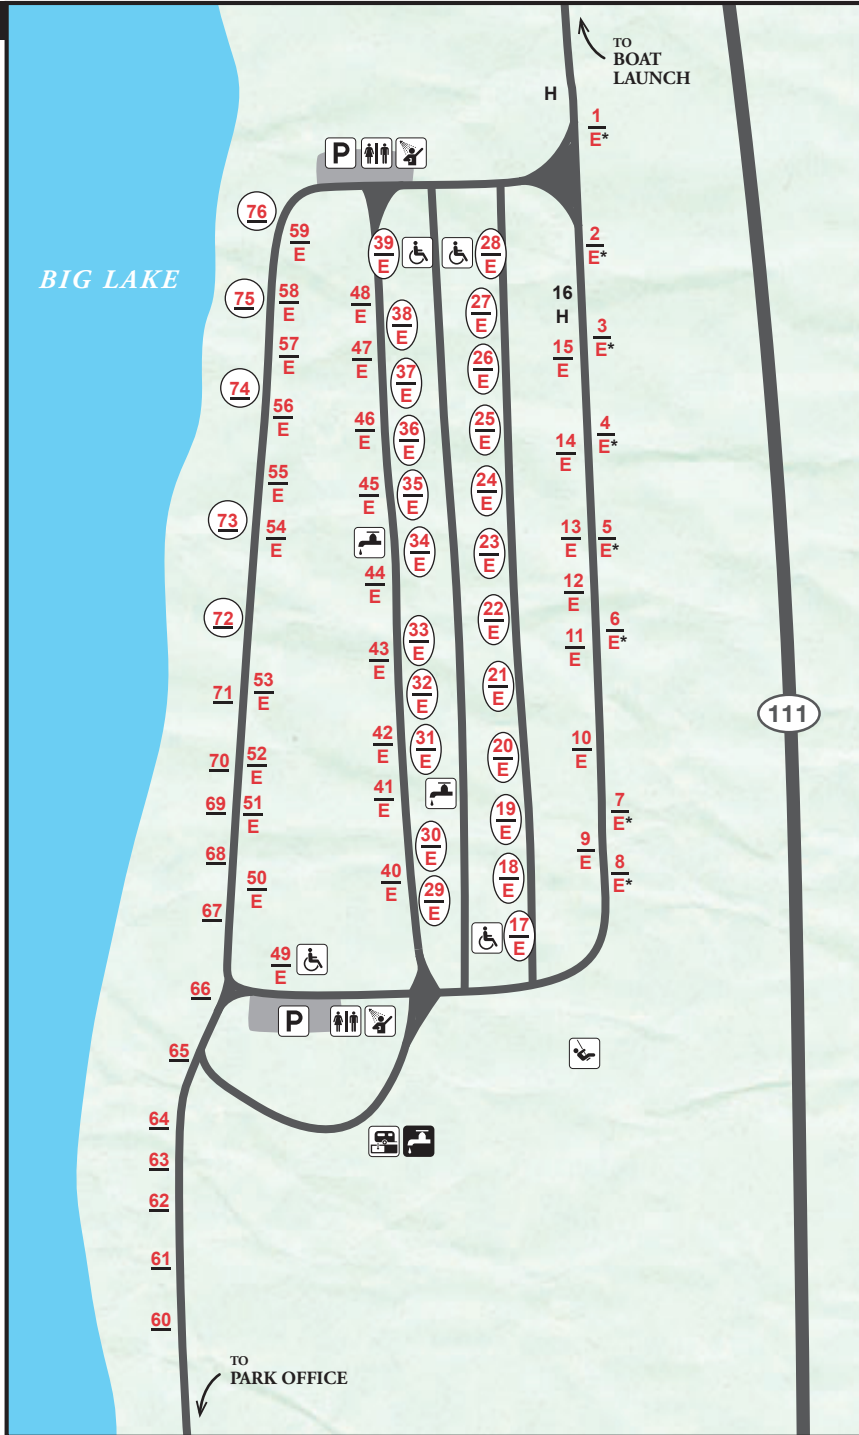 TO
BOAT
LAUNCH
H
1
E*
P
76
59
E
39
E
28
E
2
E*
BIG LAKE
75
58
E
48
E
38
E
27
E
16
H
3
E*
57
E
47
E
37
E
26
E
15
E
74
56
E
46
E
36
E
25
E
14
E
4
E*
55
E
45
E
35
E
24
E
73
54
E
34
E
23
E
13
E
5
E*
44
E
12
E
72
33
E
22
E
11
E
6
E*
43
E
71
53
E
32
E
21
E
111
70
52
E
42
E
31
E
20
E
10
E
69
51
E
41
E
19
E
7
E*
68
50
E
40
E
30
E
18
E
9
E
8
E*
67
29
E
17
E
49
E
66
P
65
64
63
62
61
60
TO
PARK OFFICE